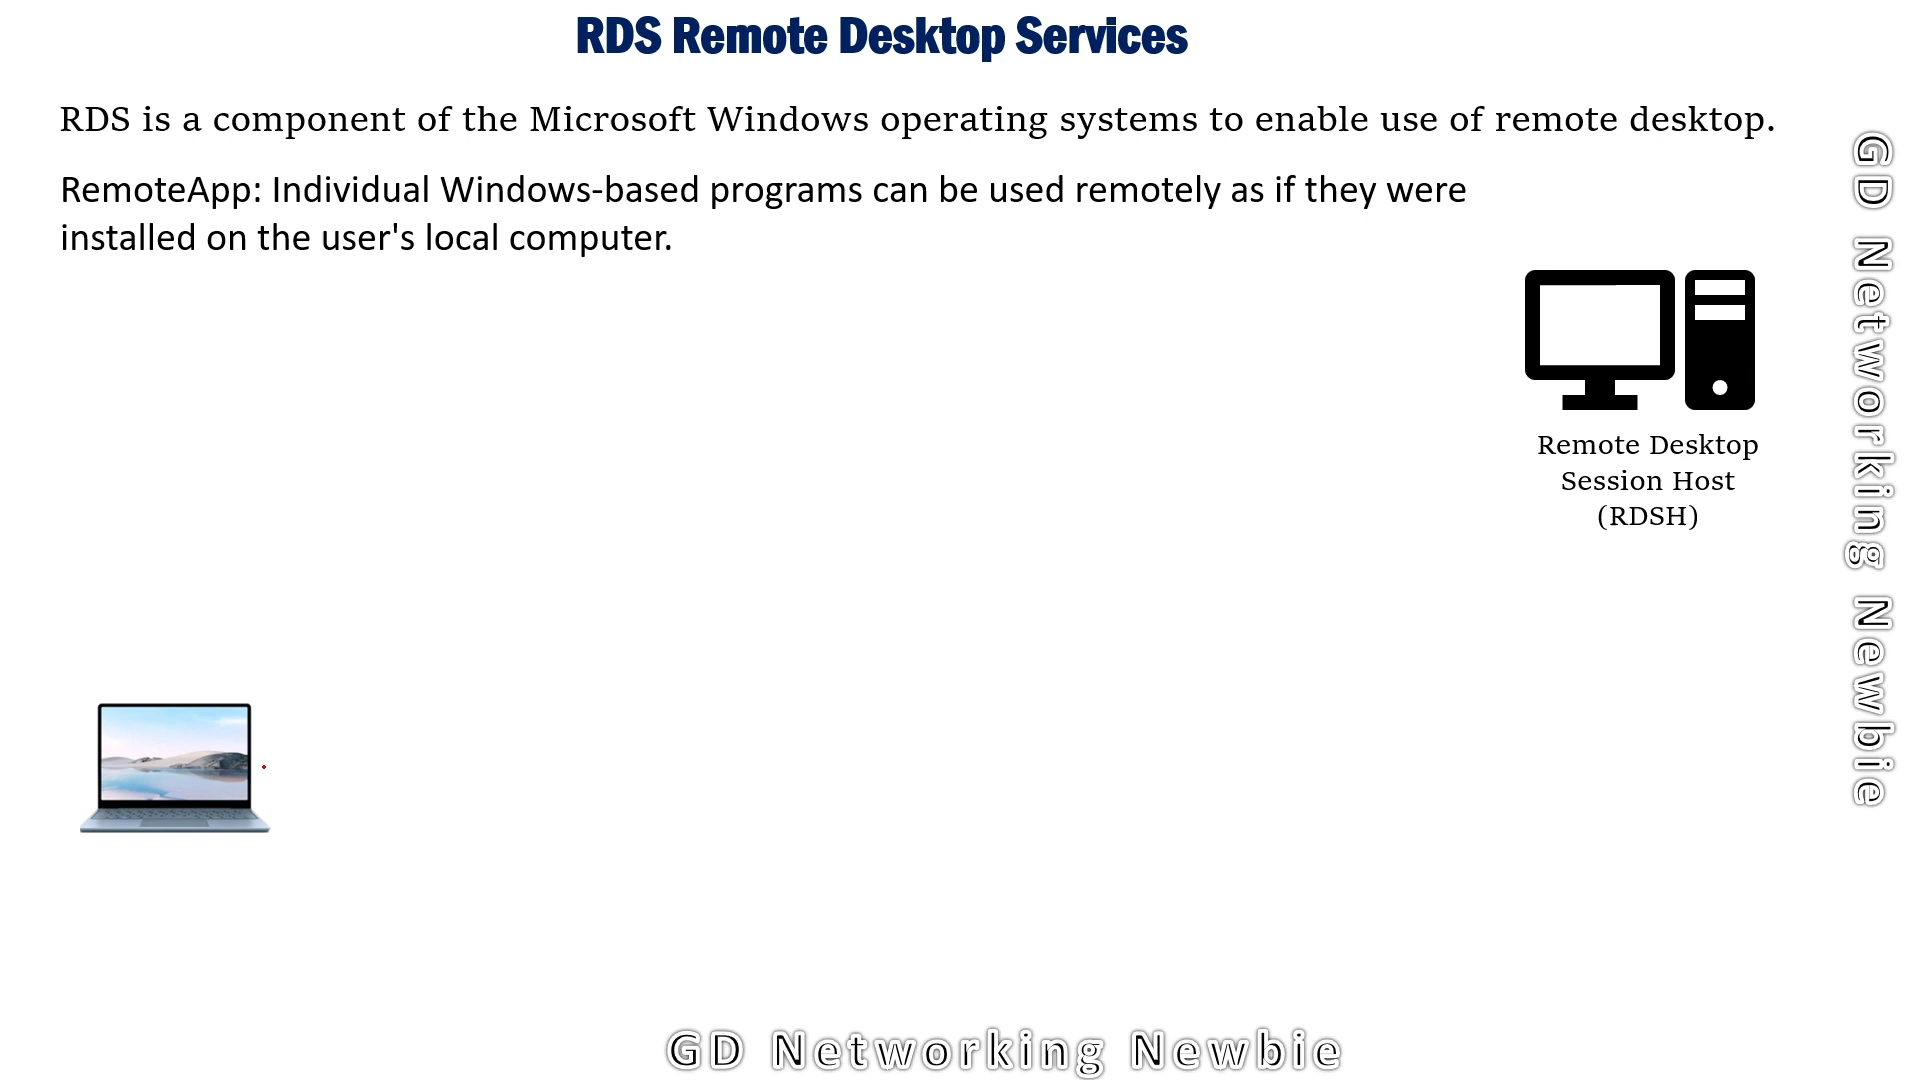 RDS Remote Desktop Services
RDS is a component of the Microsoft Windows operating systems to enable use of remote desktop.
RemoteApp: Individual Windows-based programs can be used remotely as if they were
installed on the user's local computer.
Remote Desktop
Session Host
(RDSH)
GD Networking Newbie
GD Networking Newbie